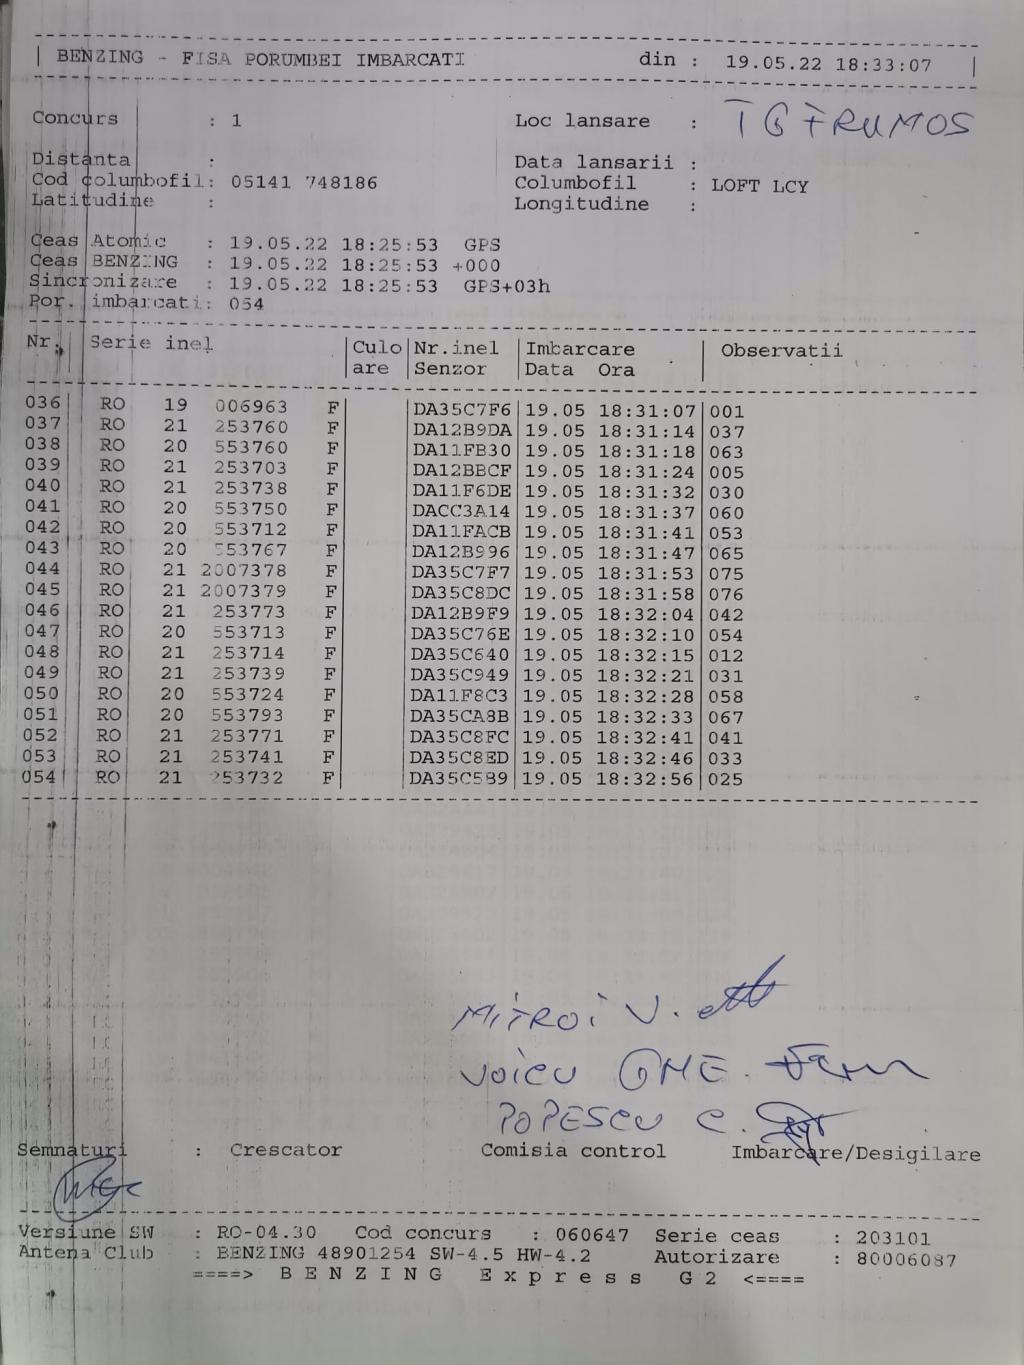 | BENZING - FISA PORUMBEI IMBARCATI din : 19.05.22 18:33:07 |
Concurs : 1 Loc lansare : TG FRUMOS
Distanta : Data lansarii :
Cod columbofil: 05141 748186 Columbofil : LOFT LCY
Latitudine : Longitudine :
Ceas Atomic : 19.05.22 18:25:53 GPS
Ceas BENZING : 19.05.22 18:25:53 +000
Sincronizare : 19.05.22 18:25:53 GPS+03h
Por. imbarcati: 054
Nr. | Serie inel | Culo | Nr.inel | Imbarcare | Observatii
are | Senzor | Data Ora |
036 | RO 19 006963 F | | DA35C7F6 | 19.05 18:31:07 | 001
037 | RO 21 253760 F | | DA12B9DA | 19.05 18:31:14 | 037
038 | RO 20 553760 F | | DA11FB30 | 19.05 18:31:18 | 063
039 | RO 21 253703 F | | DA12BBCF | 19.05 18:31:24 | 005
040 | RO 21 253738 F | | DA11F6DE | 19.05 18:31:32 | 030
041 | RO 20 553750 F | | DACC3A14 | 19.05 18:31:37 | 060
042 | RO 20 553712 F | | DA11FACB | 19.05 18:31:41 | 053
043 | RO 20 553767 F | | DA12B996 | 19.05 18:31:47 | 065
044 | RO 21 2007378 F | | DA35C7F7 | 19.05 18:31:53 | 075
045 | RO 21 2007379 F | | DA35C8DC | 19.05 18:31:58 | 076
046 | RO 21 253773 F | | DA12B9F9 | 19.05 18:32:04 | 042
047 | RO 20 553713 F | | DA35C76E | 19.05 18:32:10 | 054
048 | RO 21 253714 F | | DA35C640 | 19.05 18:32:15 | 012
049 | RO 21 253739 F | | DA35C949 | 19.05 18:32:21 | 031
050 | RO 20 553724 F | | DA11F8C3 | 19.05 18:32:28 | 058
051 | RO 20 553793 F | | DA35CA8B | 19.05 18:32:33 | 067
052 | RO 21 253771 F | | DA35C8FC | 19.05 18:32:41 | 041
053 | RO 21 253741 F | | DA35C8ED | 19.05 18:32:46 | 033
054 | RO 21 253732 F | | DA35C589 | 19.05 18:32:56 | 025
MITROI V.
VOICU GHE.
POPESCU C.
Semnaturi : Crescator Comisia control Imbarcare/Desigilare
Versiune SW : RO-04.30 Cod concurs : 060647 Serie ceas : 203101
Antena Club : BENZING 48901254 SW-4.5 HW-4.2 Autorizare : 80006087
====> B E N Z I N G E x p r e s s G 2 <====